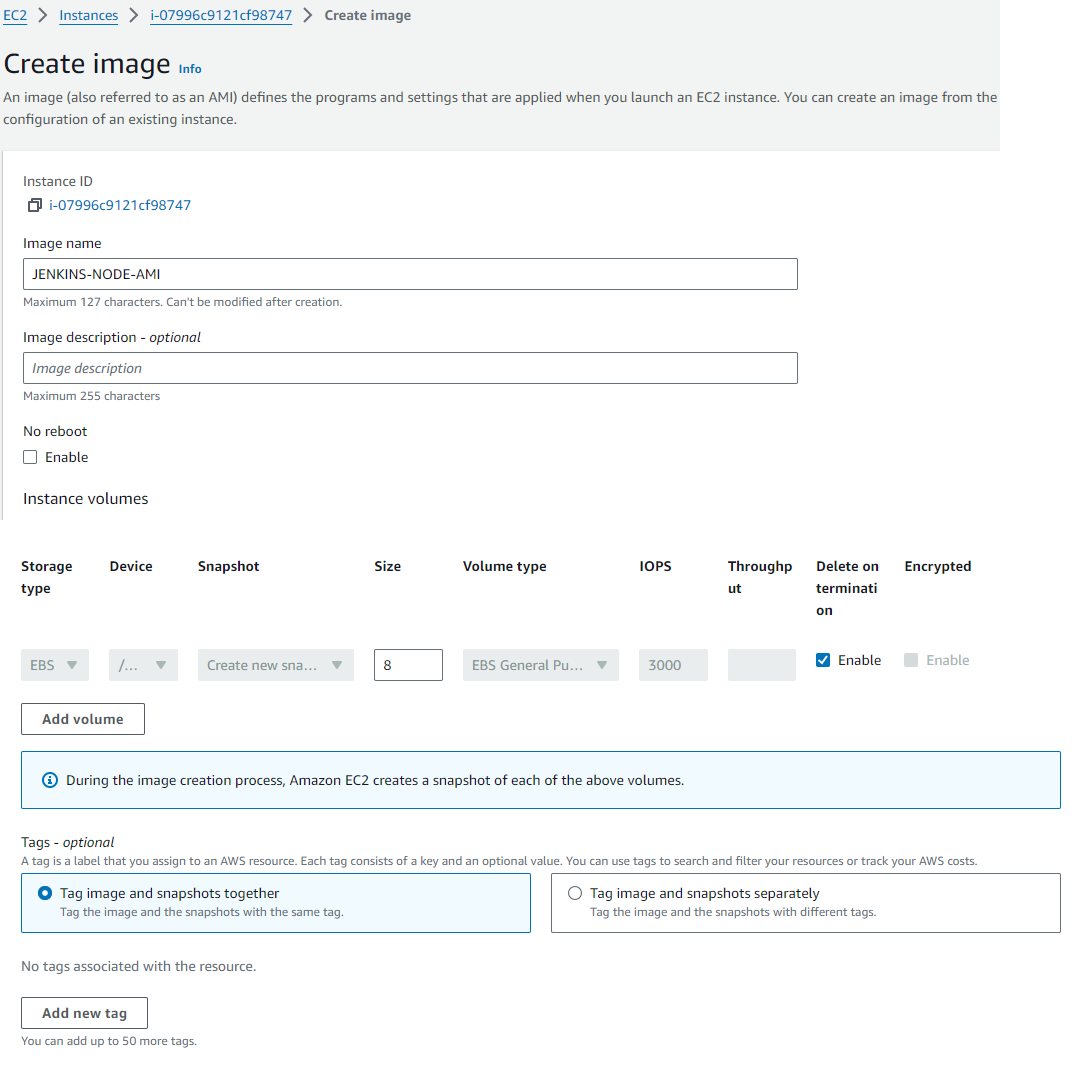 EC2 > Instances > i-07996c9121cf98747 > Create image
Create image Info
An image (also referred to as an AMI) defines the programs and settings that are applied when you launch an EC2 instance. You can create an image from the
configuration of an existing instance.
Instance ID
i-07996c9121cf98747
Image name
JENKINS-NODE-AMI
Maximum 127 characters. Can't be modified after creation.
Image description - optional
Image description
Maximum 255 characters
No reboot
Enable
Instance volumes
Storage type Device Snapshot Size Volume type IOPS Throughput Delete on termination Encrypted
EBS /... Create new sna... 8 EBS General Pu... 3000 Enable Enable
Add volume
During the image creation process, Amazon EC2 creates a snapshot of each of the above volumes.
Tags - optional
A tag is a label that you assign to an AWS resource. Each tag consists of a key and an optional value. You can use tags to search and filter your resources or track your AWS costs.
Tag image and snapshots together
Tag the image and the snapshots with the same tag.
Tag image and snapshots separately
Tag the image and the snapshots with different tags.
No tags associated with the resource.
Add new tag
You can add up to 50 more tags.